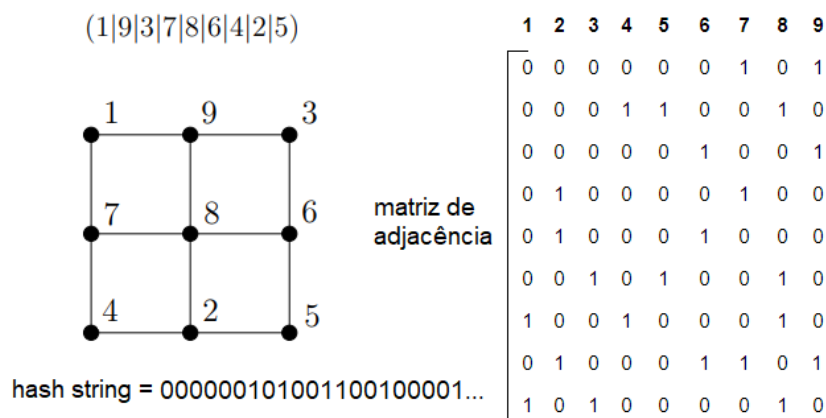 (1|9|3|7|8|6|4|2|5)
1 9 3
7 8 6
4 2 5
hash string = 000000101001100100001...
matriz de
adjacência
1 2 3 4 5 6 7 8 9
0 0 0 0 0 0 1 0 1
0 0 0 1 1 0 0 1 0
0 0 0 0 0 1 0 0 1
0 1 0 0 0 0 1 0 0
0 1 0 0 0 1 0 0 0
0 0 1 0 1 0 0 1 0
1 0 0 1 0 0 0 1 0
0 1 0 0 0 1 1 0 1
1 0 1 0 0 0 0 1 0